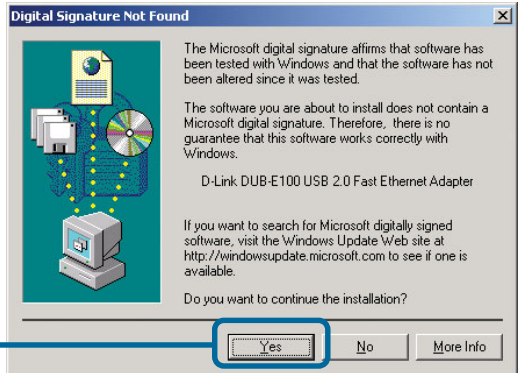 Digital Signature Not Found
The Microsoft digital signature affirms that software has
been tested with Windows and that the software has not
been altered since it was tested.
The software you are about to install does not contain a
Microsoft digital signature. Therefore, there is no
guarantee that this software works correctly with
Windows.
D-Link DUB-E100 USB 2.0 Fast Ethernet Adapter
If you want to search for Microsoft digitally signed
software, visit the Windows Update Web site at
http://windowsupdate.microsoft.com to see if one is
available.
Do you want to continue the installation?
Yes No More Info